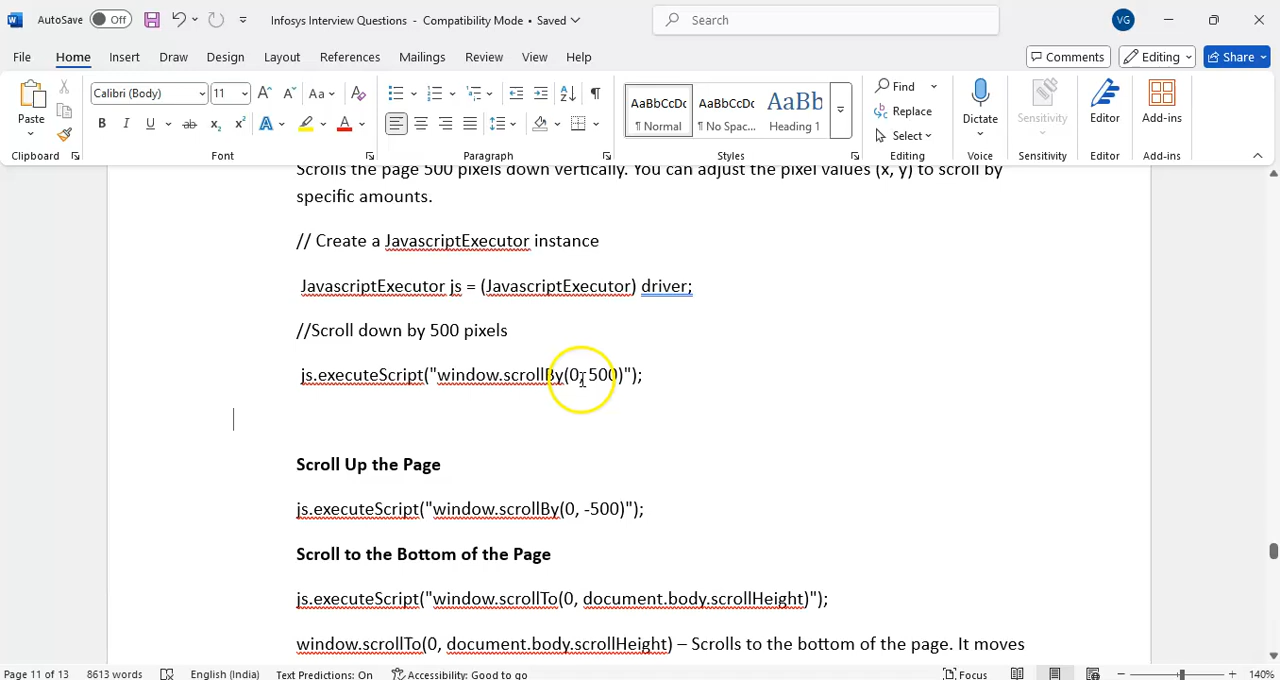 AutoSave Off Infosys Interview Questions - Compatibility Mode • Saved Search VG
File Home Insert Draw Design Layout References Mailings Review View Help Comments Editing Share
Paste Calibri (Body) 11 Aa AaBbCcDc AaBbCcDc AaBb Find Replace Select Dictate Sensitivity Editor Add-ins
¶ Normal ¶ No Spac... Heading 1
Clipboard Font Paragraph Styles Editing Voice Sensitivity Editor Add-ins
Scrolls the page 500 pixels down vertically. You can adjust the pixel values (x, y) to scroll by
specific amounts.
// Create a JavascriptExecutor instance
JavascriptExecutor js = (JavascriptExecutor) driver;
//Scroll down by 500 pixels
js.executeScript("window.scrollBy(0, 500)");
Scroll Up the Page
js.executeScript("window.scrollBy(0, -500)");
Scroll to the Bottom of the Page
js.executeScript("window.scrollTo(0, document.body.scrollHeight)");
window.scrollTo(0, document.body.scrollHeight) – Scrolls to the bottom of the page. It moves
Page 11 of 13 8613 words English (India) Text Predictions: On Accessibility: Good to go Focus 140%